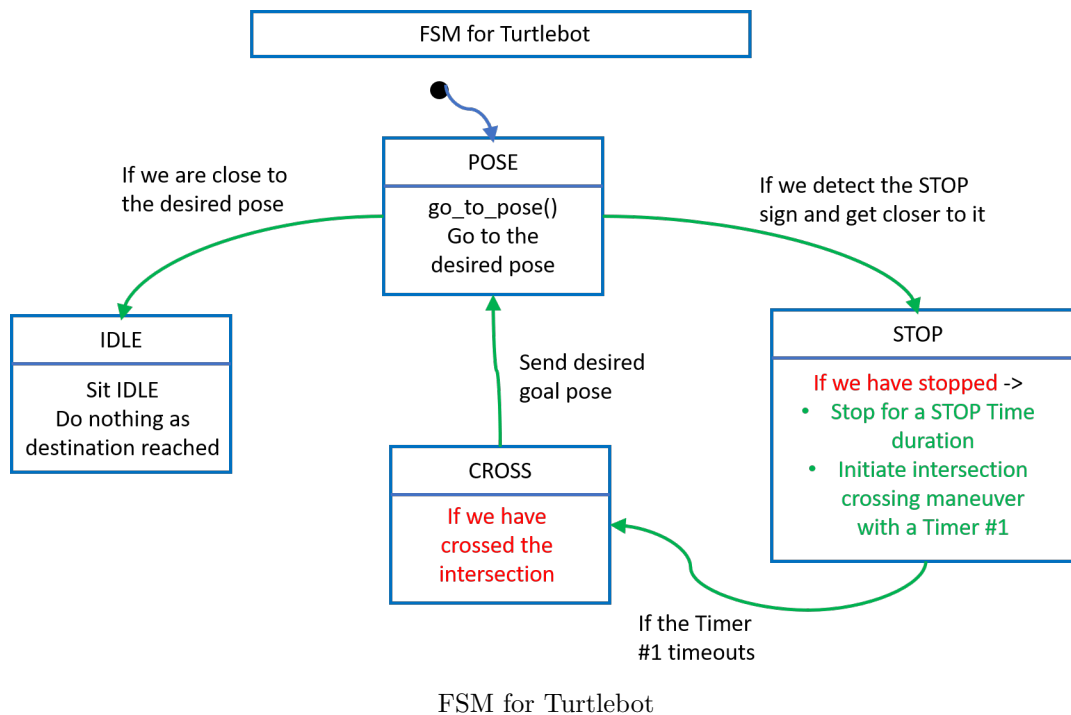 FSM for Turtlebot
POSE
go_to_pose()
Go to the
desired pose
If we are close to
the desired pose
If we detect the STOP
sign and get closer to it
IDLE
Sit IDLE
Do nothing as
destination reached
Send desired
goal pose
STOP
If we have stopped ->
• Stop for a STOP Time
duration
• Initiate intersection
crossing maneuver
with a Timer #1
CROSS
If we have
crossed the
intersection
If the Timer
#1 timeouts
FSM for Turtlebot